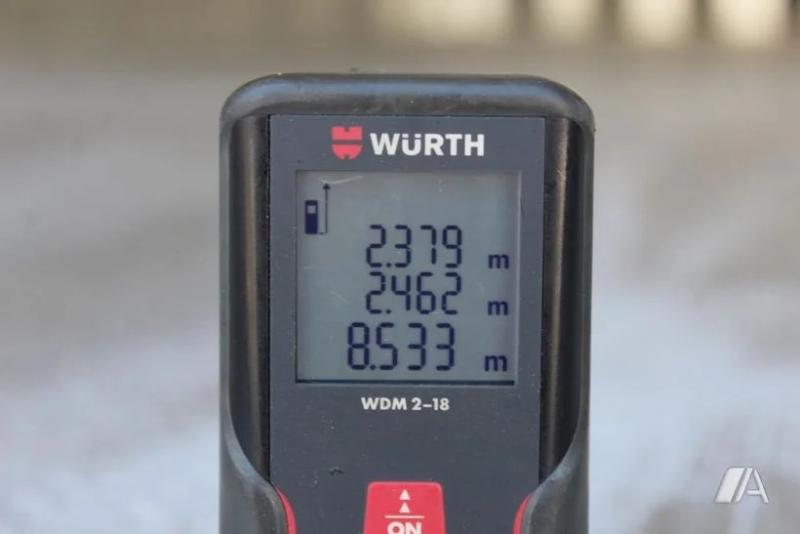 WÜRTH
2.379 m
2.462 m
8.533 m
WDM 2-18
ON